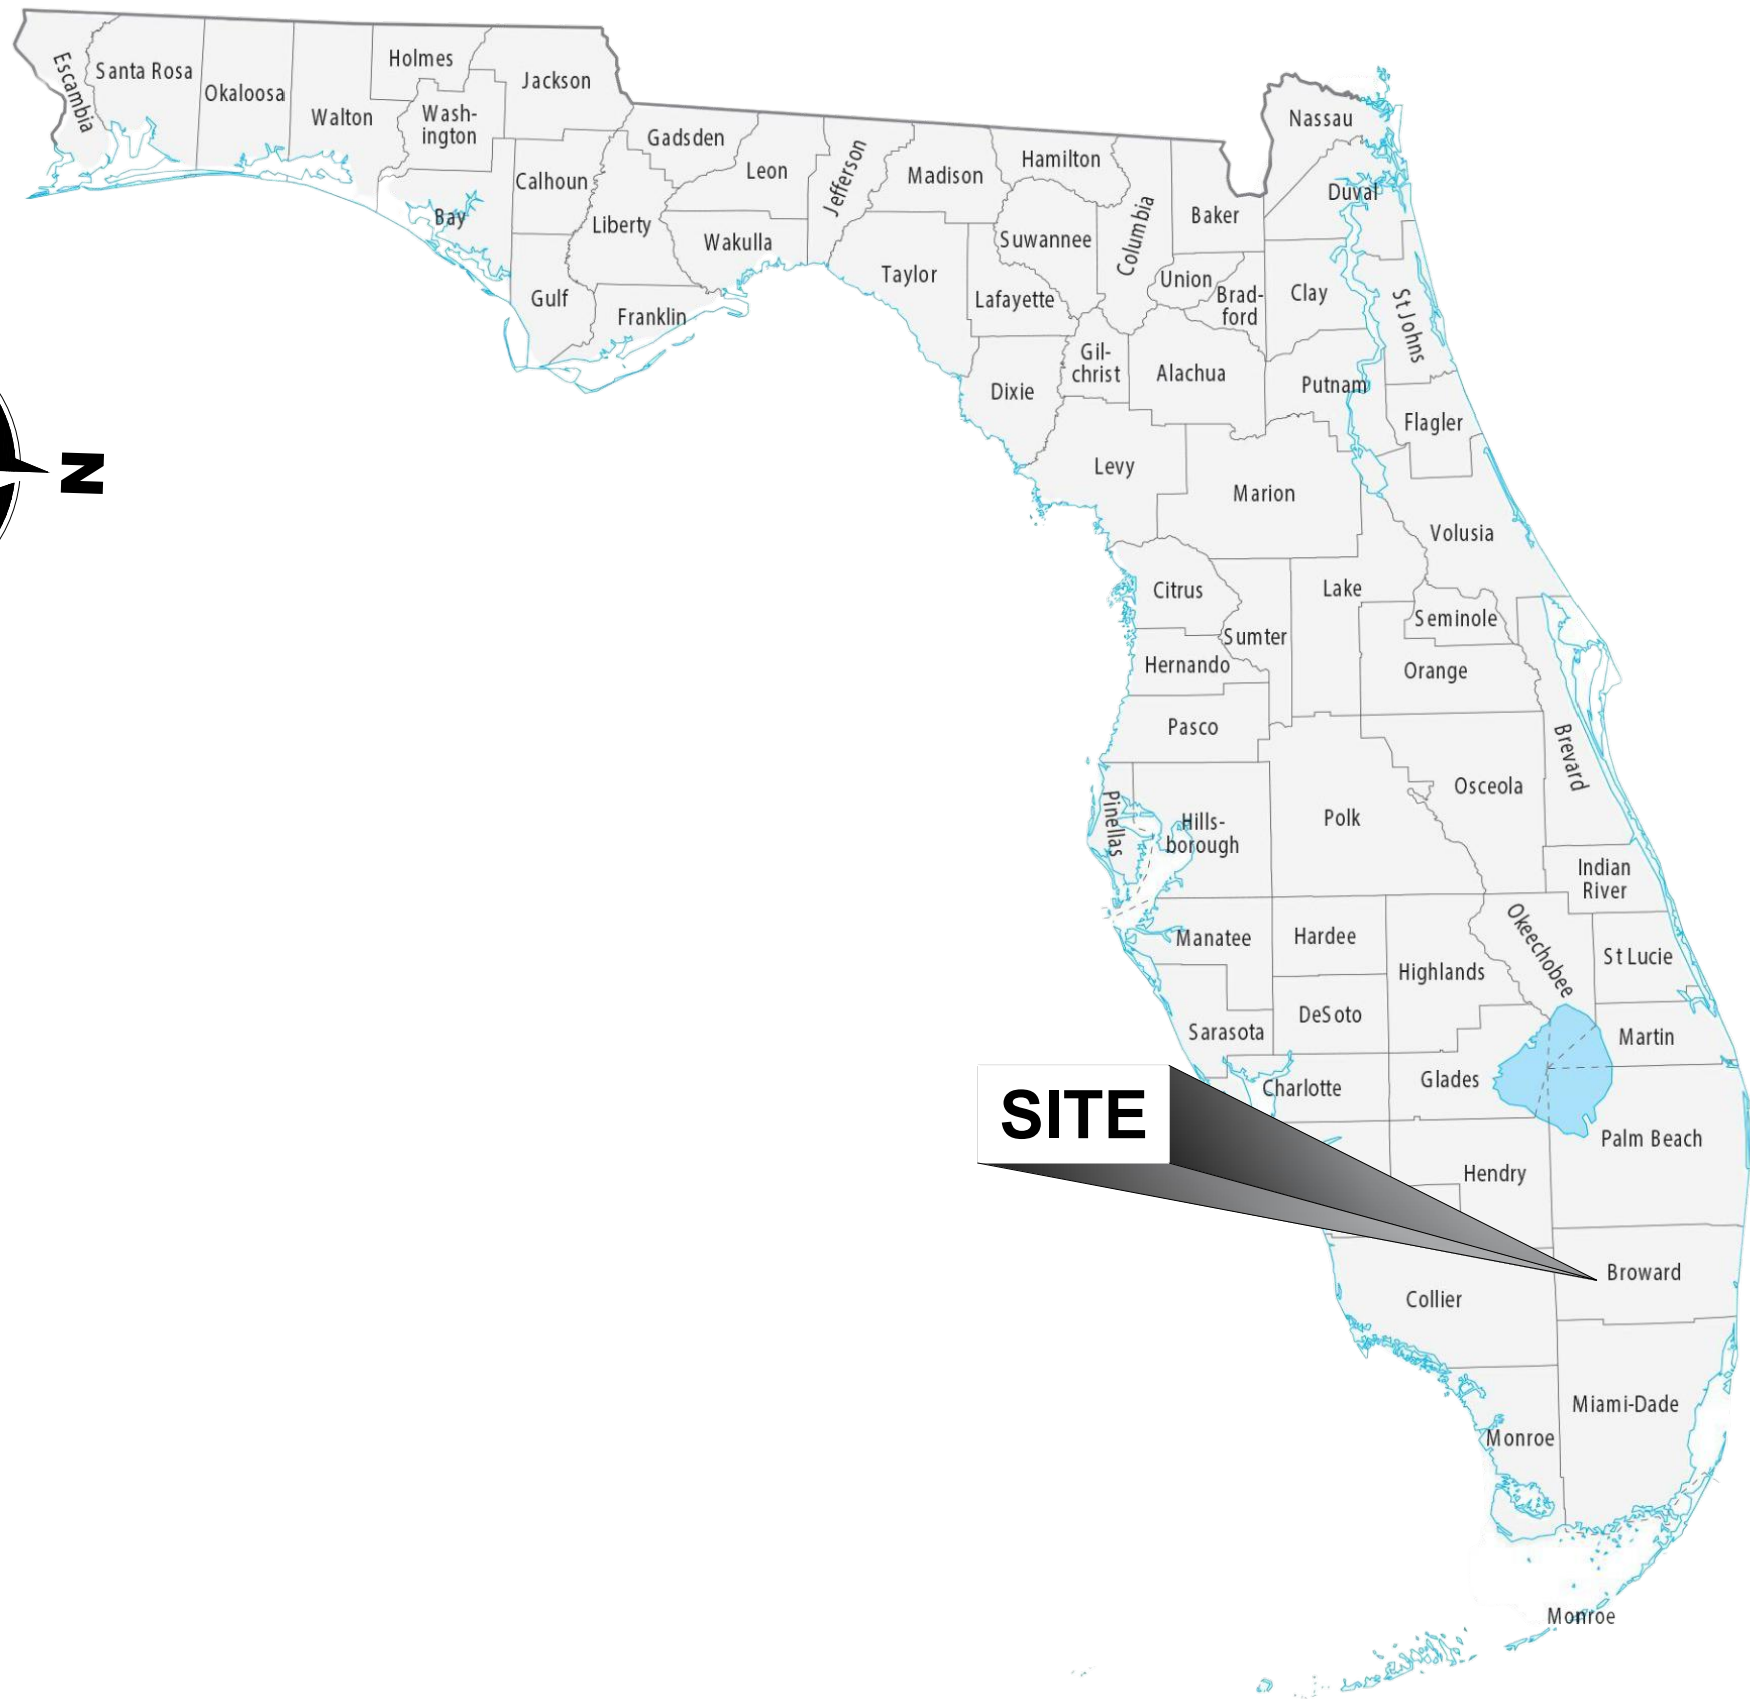 Escambia
Santa Rosa
Okaloosa
Walton
Holmes
Wash-
ington
Jackson
Bay
Calhoun
Gulf
Liberty
Franklin
Gadsden
Leon
Wakulla
Jefferson
Madison
Taylor
Hamilton
Suwannee
Lafayette
Columbia
Baker
Nassau
Duval
Union
Brad-
ford
Clay
St Johns
Dixie
Gil-
christ
Alachua
Putnam
Flagler
N
Levy
Marion
Volusia
Citrus
Sumter
Lake
Seminole
Hernando
Orange
Pasco
Brevard
Pinellas
Hills-
borough
Polk
Osceola
Indian
River
Manatee
Hardee
Highlands
Okeechobee
St Lucie
Sarasota
DeSoto
Martin
Charlotte
Glades
SITE
Palm Beach
Hendry
Broward
Collier
Miami-Dade
Monroe
Monroe